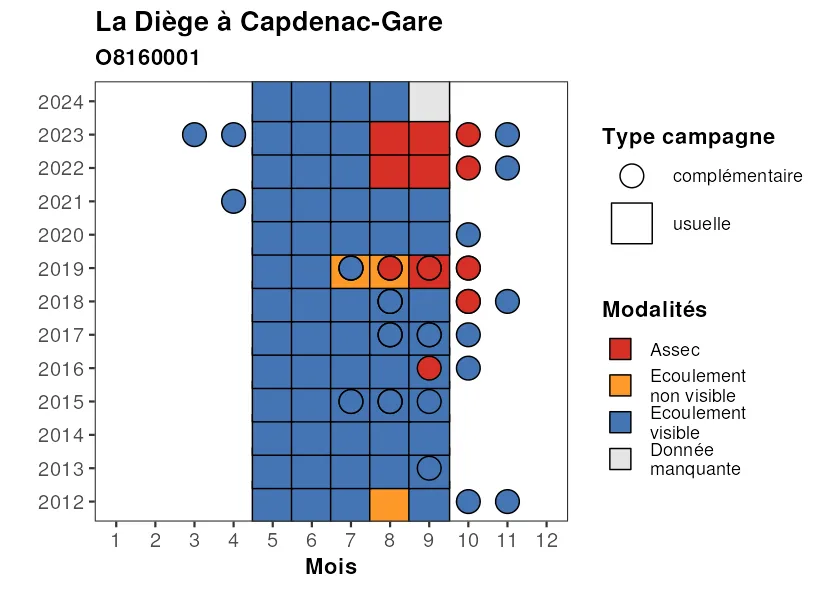 La Diège à Capdenac-Gare
O8160001
2024
2023
2022
2021
2020
2019
2018
2017
2016
2015
2014
2013
2012
1 2 3 4 5 6 7 8 9 10 11 12
Mois
Type campagne
complémentaire
usuelle
Modalités
Assec
Ecoulement
non visible
Ecoulement
visible
Donnée
manquante